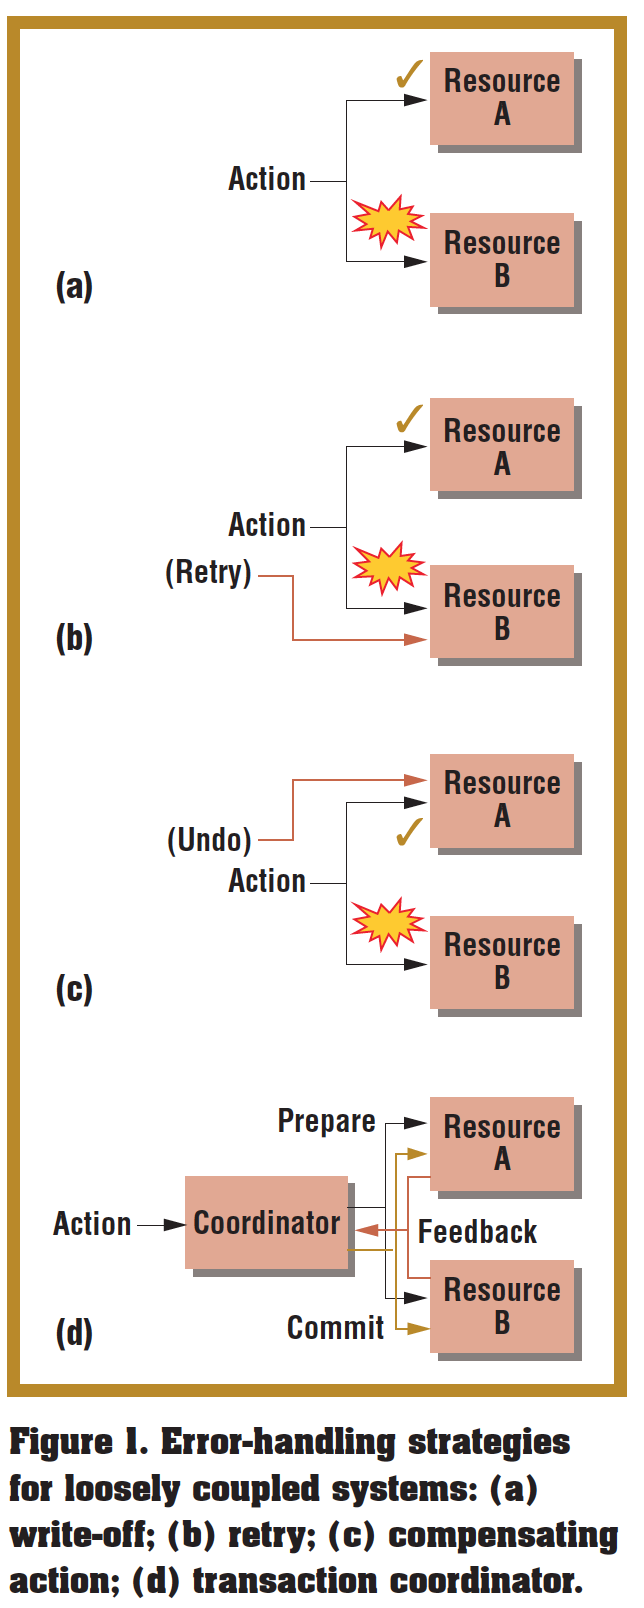 Resource
A
Action
Resource
B
(a)
Resource
A
Action
(Retry)
Resource
B
(b)
Resource
A
(Undo)
Action
Resource
B
(c)
Prepare
Resource
A
Action
Coordinator
Feedback
Resource
B
Commit
(d)
Figure 1. Error-handling strategies
for loosely coupled systems: (a)
write-off; (b) retry; (c) compensating
action; (d) transaction coordinator.